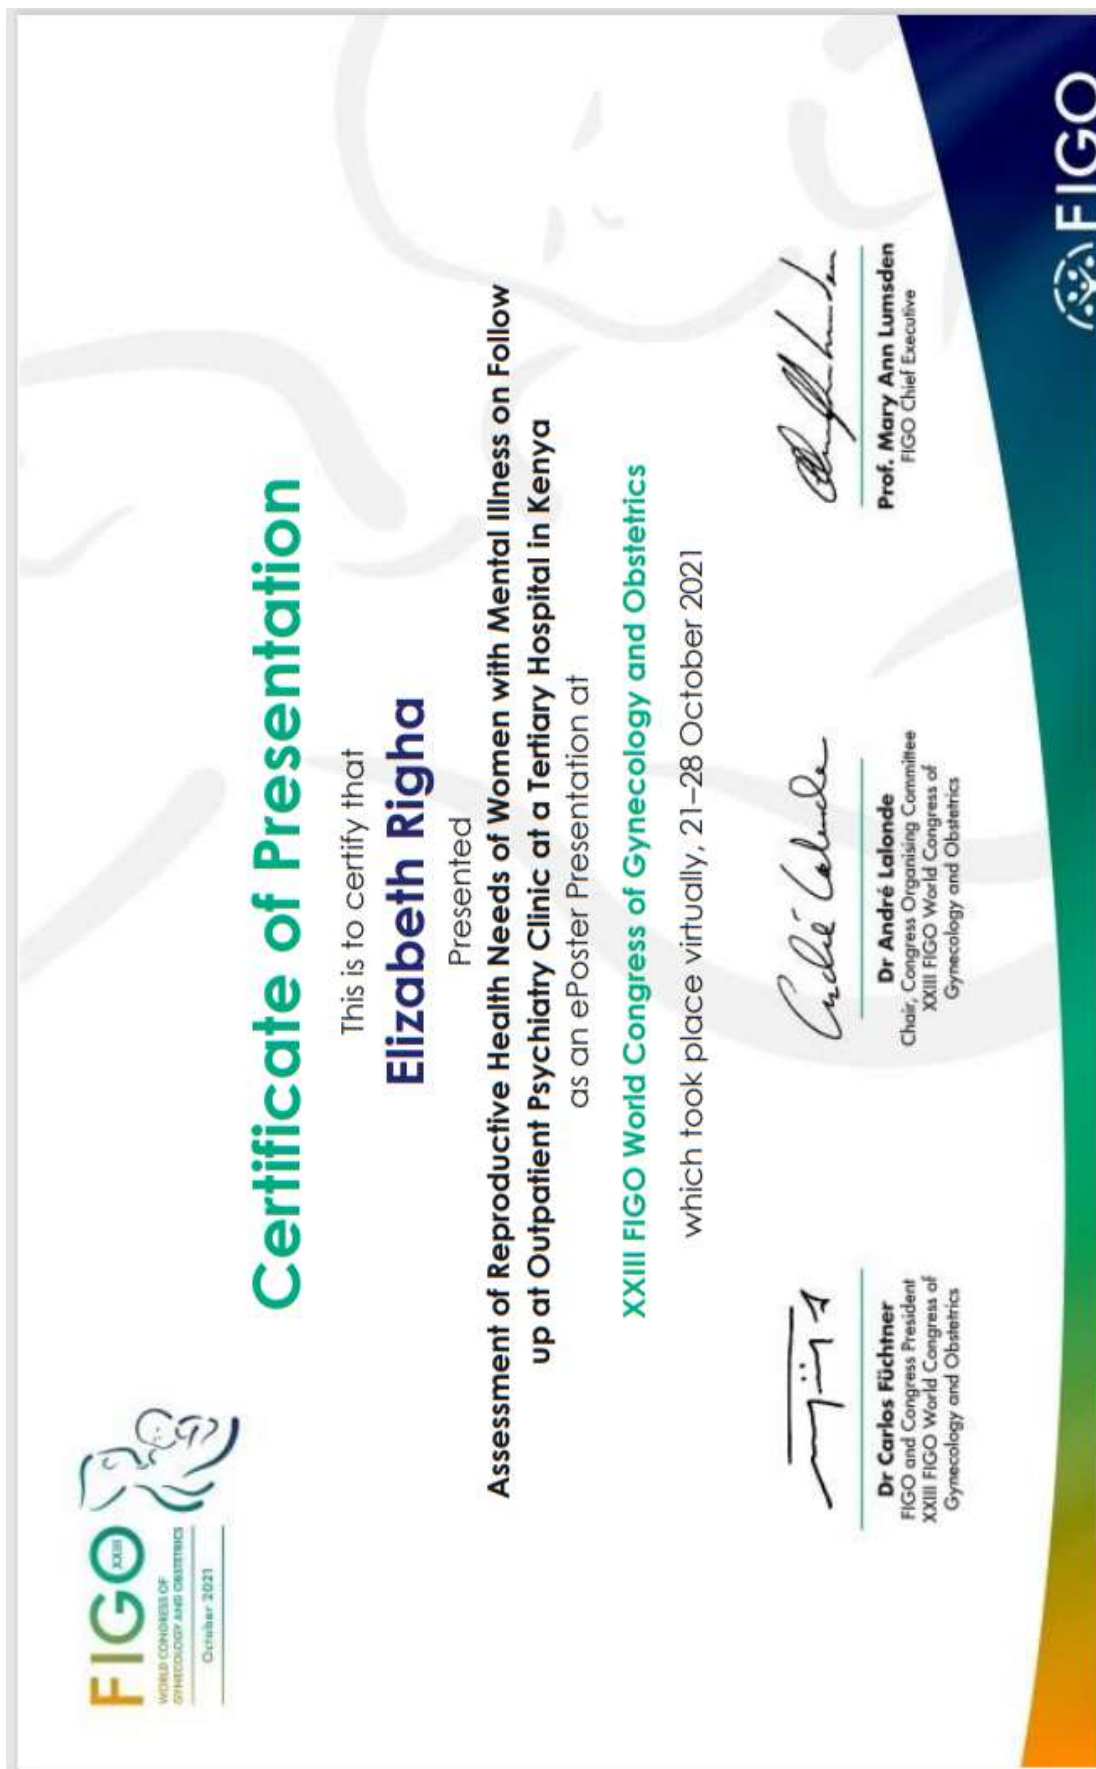 FIGO
XXIII
WORLD CONGRESS OF
GYNECOLOGY AND OBSTETRICS
October 2021
Certificate of Presentation
This is to certify that
Elizabeth Righa
Presented
Assessment of Reproductive Health Needs of Women with Mental Illness on Follow
up at Outpatient Psychiatry Clinic at a Tertiary Hospital in Kenya
as an ePoster Presentation at
XXIII FIGO World Congress of Gynecology and Obstetrics
which took place virtually, 21–28 October 2021
Dr Carlos Füchtner
FIGO and Congress President
XXIII FIGO World Congress of
Gynecology and Obstetrics
Dr André Lalonde
Chair, Congress Organising Committee
XXIII FIGO World Congress of
Gynecology and Obstetrics
Prof. Mary Ann Lumsden
FIGO Chief Executive
FIGO